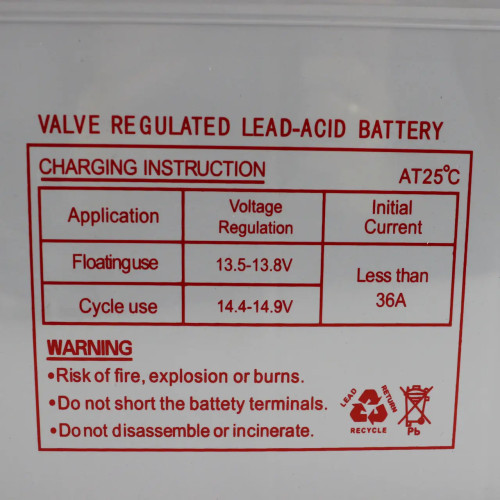 VALVE REGULATED LEAD-ACID BATTERY
CHARGING INSTRUCTION AT25°C
Application Voltage Regulation Initial Current
Floatinguse 13.5-13.8V Less than 36A
Cycle use 14.4-14.9V
WARNING
•Risk of fire, explosion or burns.
•Do not short the battety terminals.
•Do not disassemble or incinerate.
LEAD RETURN
RECYCLE Pb